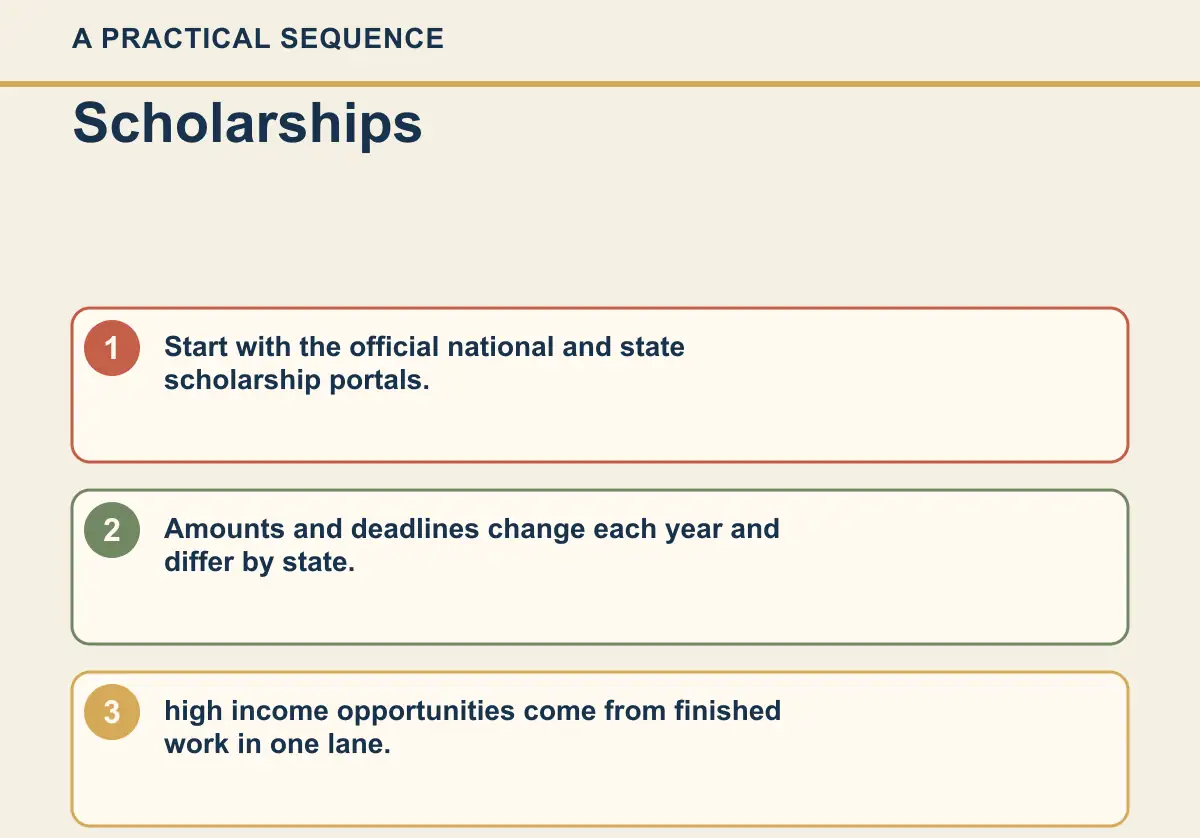 A PRACTICAL SEQUENCE
Scholarships
1
Start with the official national and state
scholarship portals.
2
Amounts and deadlines change each year and
differ by state.
3
high income opportunities come from finished
work in one lane.